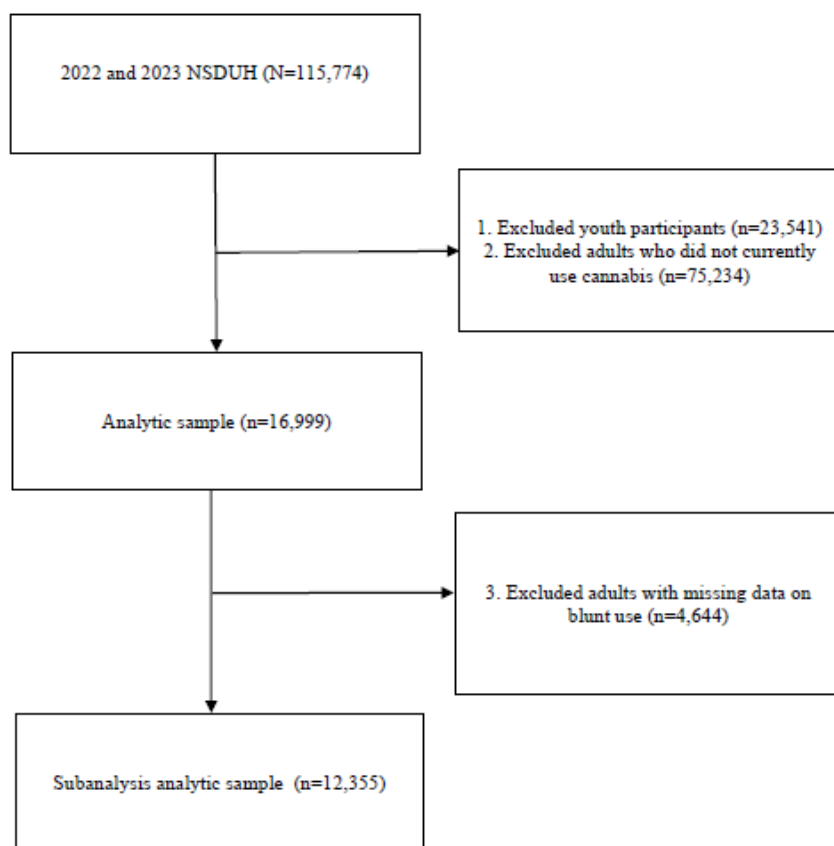 2022 and 2023 NSDUH (N=115,774)
1. Excluded youth participants (n=23,541)
2. Excluded adults who did not currently
use cannabis (n=75,234)
Analytic sample (n=16,999)
3. Excluded adults with missing data on
blunt use (n=4,644)
Subanalysis analytic sample (n=12,355)